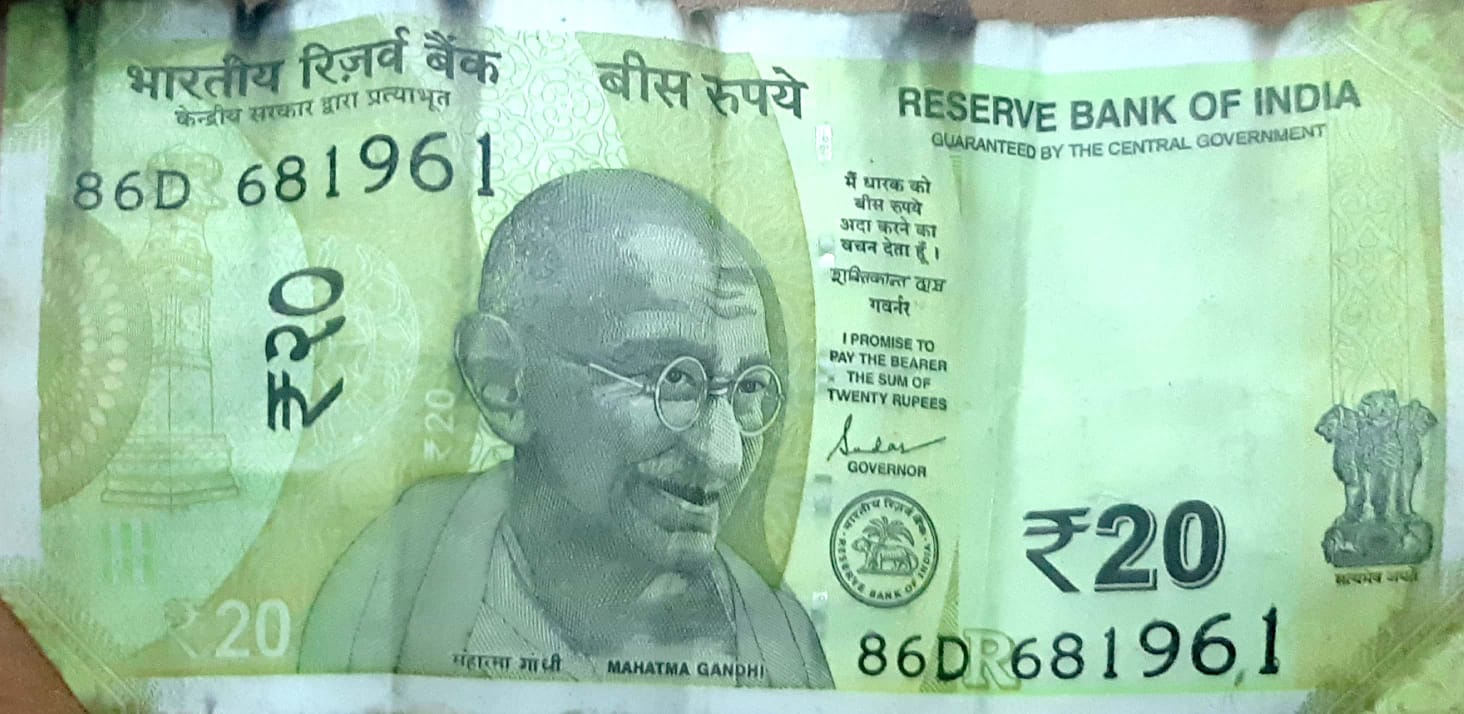 भारतीय रिज़र्व बैंक
केन्द्रीय सरकार द्वारा प्रत्याभूत
86D 681961
बीस रुपये
RESERVE BANK OF INDIA
GUARANTEED BY THE CENTRAL GOVERNMENT
₹२०
₹20
मैं धारक को
बीस रुपये
अदा करने का
वचन देता हूँ ।
शक्तिकान्त दास
गवर्नर
I PROMISE TO
PAY THE BEARER
THE SUM OF
TWENTY RUPEES
GOVERNOR
भारतीय रिज़र्व बैंक
RESERVE BANK OF INDIA
₹20
सत्यमेव जयते
₹20
महात्मा गांधी
MAHATMA GANDHI
86D R 681961